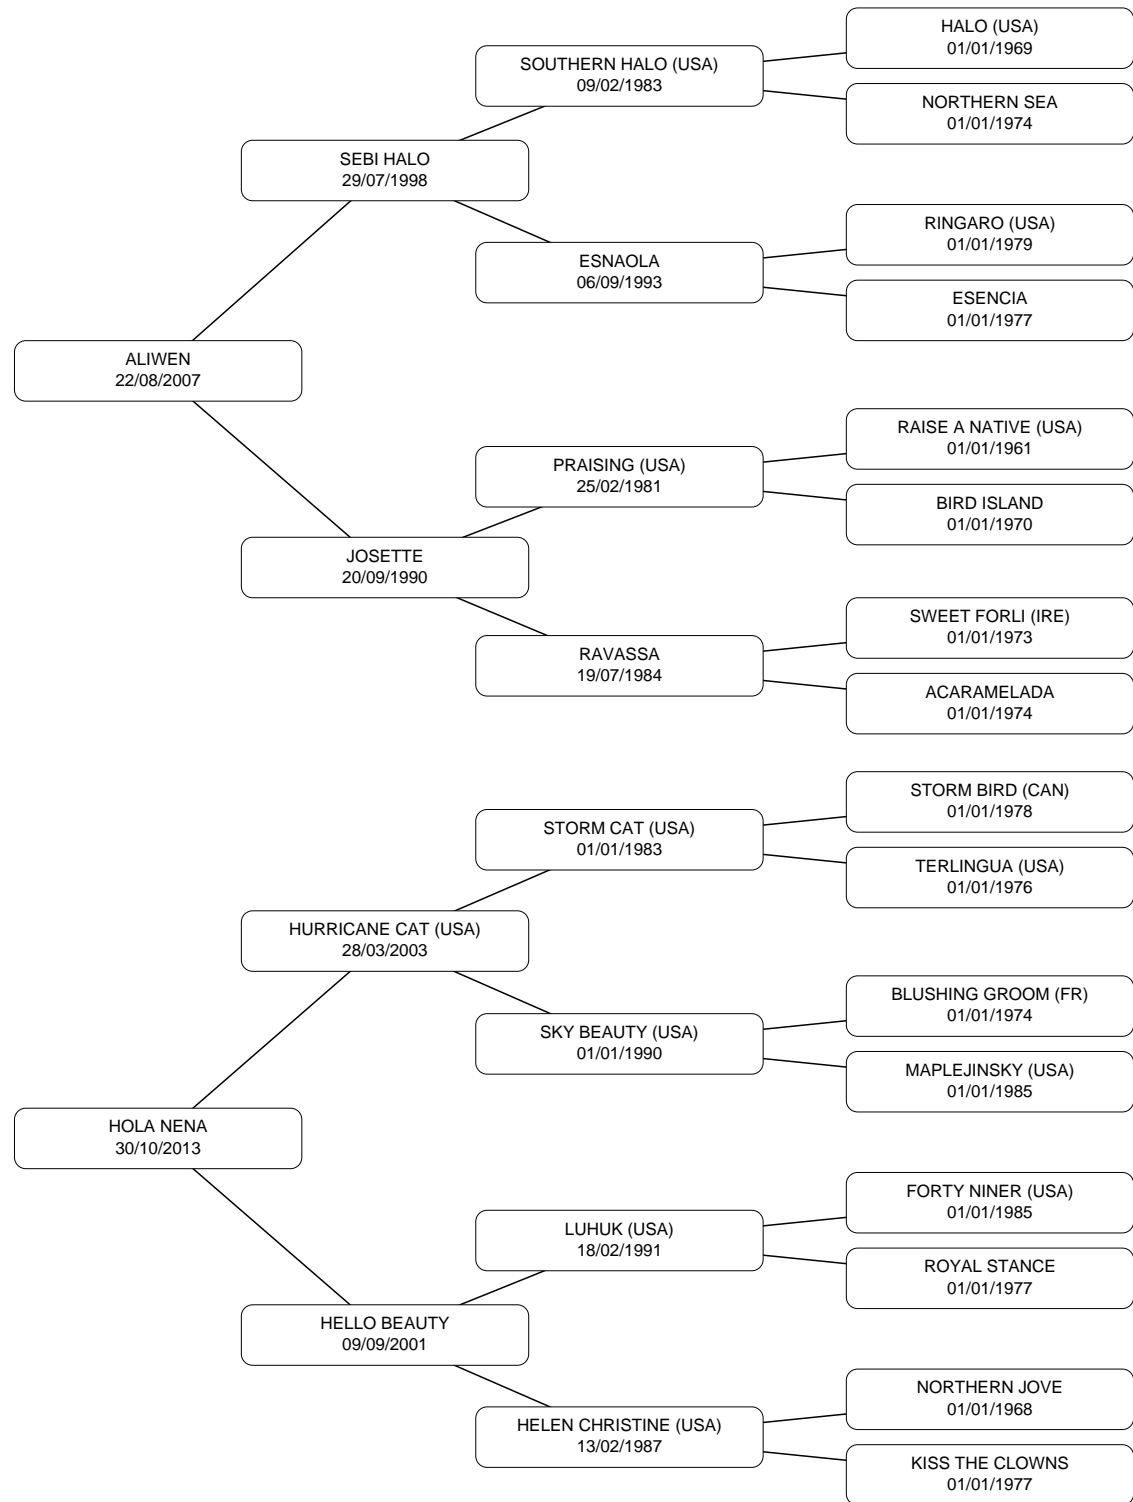 HALO (USA)
01/01/1969
SOUTHERN HALO (USA)
09/02/1983
NORTHERN SEA
01/01/1974
SEBI HALO
29/07/1998
RINGARO (USA)
01/01/1979
ESNAOLA
06/09/1993
ESENCIA
01/01/1977
ALIWEN
22/08/2007
RAISE A NATIVE (USA)
01/01/1961
PRAISING (USA)
25/02/1981
BIRD ISLAND
01/01/1970
JOSETTE
20/09/1990
SWEET FORLI (IRE)
01/01/1973
RAVASSA
19/07/1984
ACARAMELADA
01/01/1974
STORM BIRD (CAN)
01/01/1978
STORM CAT (USA)
01/01/1983
TERLINGUA (USA)
01/01/1976
HURRICANE CAT (USA)
28/03/2003
BLUSHING GROOM (FR)
01/01/1974
SKY BEAUTY (USA)
01/01/1990
MAPLEJINSKY (USA)
01/01/1985
HOLA NENA
30/10/2013
FORTY NINER (USA)
01/01/1985
LUHUK (USA)
18/02/1991
ROYAL STANCE
01/01/1977
HELLO BEAUTY
09/09/2001
NORTHERN JOVE
01/01/1968
HELEN CHRISTINE (USA)
13/02/1987
KISS THE CLOWNS
01/01/1977